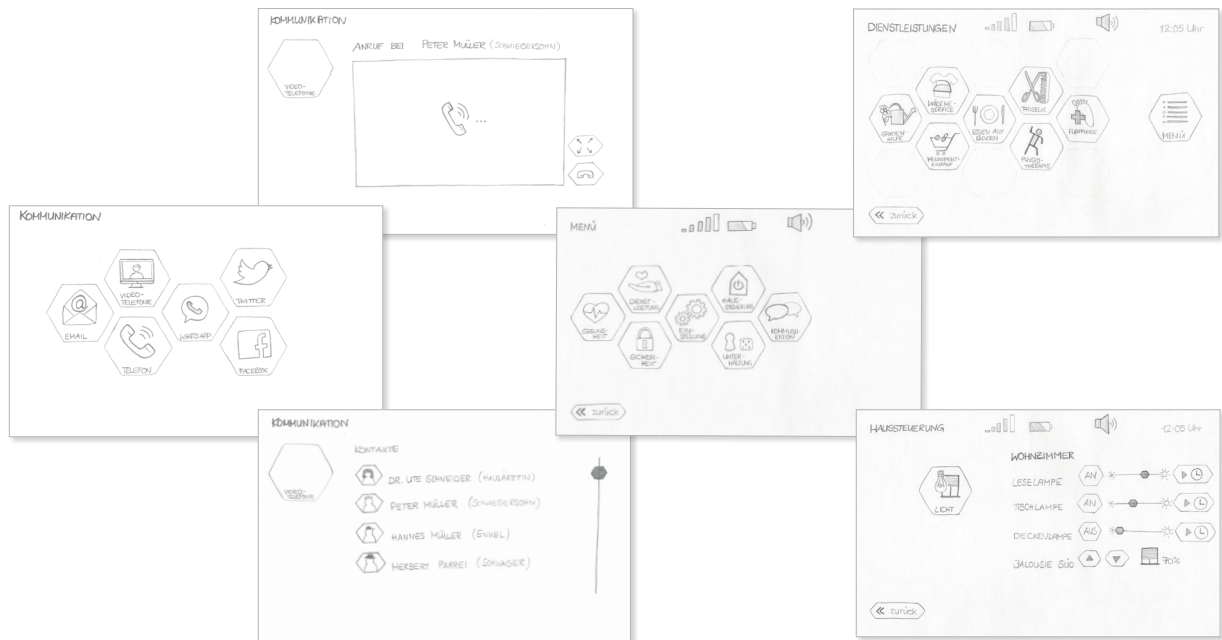 KOMMUNIKATION
ANRUF BEI PETER MÜLLER (SCHWIEGERSOHN)
VIDEO-
TELEFONIE
...
DIENSTLEISTUNGEN
12:05 Uhr
WÄSCHE-
SERVICE
FRISEUR
GARTEN
HILFE
ESSEN AUF
RÄDERN
FUßPFLEGE
MENÜ
MEDIKAMENT-
EINKAUF
PHYSIO-
THERAPIE
« zurück
KOMMUNIKATION
VIDEO-
TELEFONIE
TWITTER
EMAIL
WHATSAPP
TELEFON
FACEBOOK
MENÜ
DIENST-
LEISTUNG
HAUS-
STEUERUNG
GESUND-
HEIT
EIN-
STELLUNG
KOMMUNI-
KATION
SICHER-
HEIT
UNTER-
HALTUNG
« zurück
KOMMUNIKATION
KONTAKTE
VIDEO-
TELEFONIE
DR. UTE SCHNEIDER (HAUSÄRZTIN)
PETER MÜLLER (SCHWIEGERSOHN)
HANNES MÜLLER (ENKEL)
HERBERT (SCHWAGER)
HAUSSTEUERUNG
12:05 Uhr
WOHNZIMMER
LICHT
LESELAMPE AN
TISCHLAMPE AN
DECKENLAMPE AUS
JALOUSIE SÜD 70%
« zurück